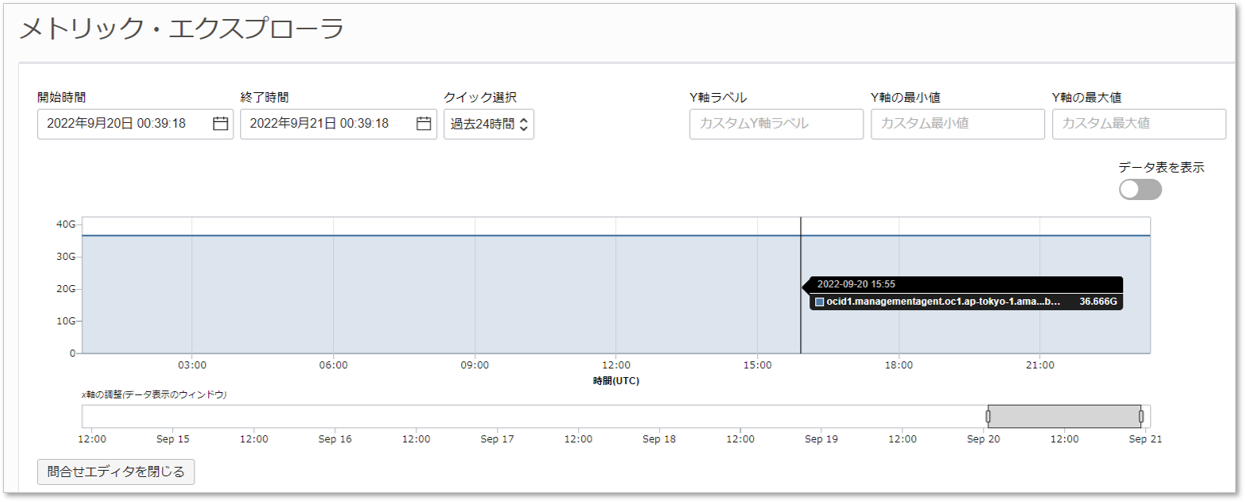 メトリック・エクスプローラ
開始時間 終了時間 クイック選択 Y軸ラベル Y軸の最小値 Y軸の最大値
2022年9月20日 00:39:18 2022年9月21日 00:39:18 過去24時間 カスタムY軸ラベル カスタム最小値 カスタム最大値
データ表を表示
40G
30G
20G
10G
0
2022-09-20 15:55
ocid1.managementagent.oc1.ap-tokyo-1.ama...b... 36.666G
03:00 06:00 09:00 12:00 15:00 18:00 21:00
時間(UTC)
x軸の調整(データ表示のウィンドウ)
12:00 Sep 15 12:00 Sep 16 12:00 Sep 17 12:00 Sep 18 12:00 Sep 19 12:00 Sep 20 12:00 Sep 21
問合せエディタを閉じる